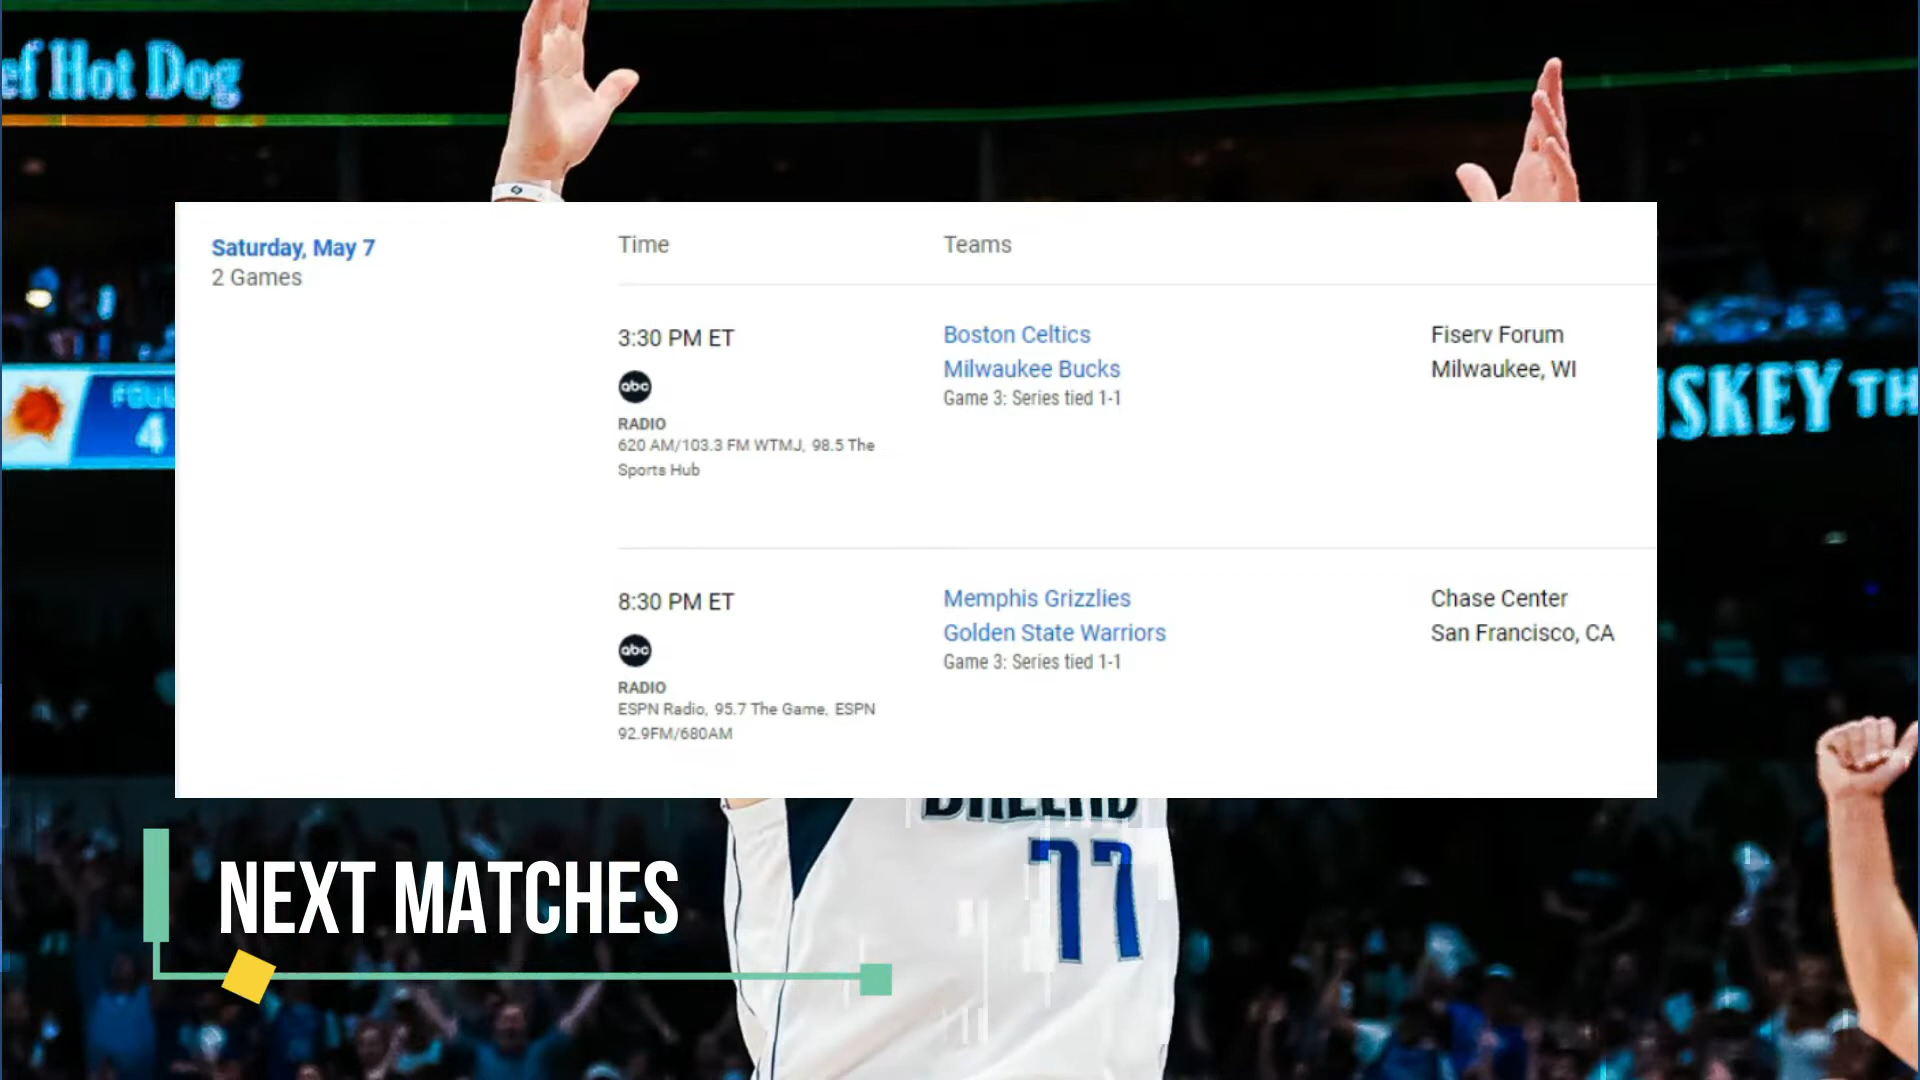 ef Hot Dog
Saturday, May 7
2 Games
Time
Teams
3:30 PM ET
abc
RADIO
620 AM/103.3 FM WTMJ, 98.5 The
Sports Hub
Boston Celtics
Milwaukee Bucks
Game 3: Series tied 1-1
Fiserv Forum
Milwaukee, WI
4
SKEY TH
8:30 PM ET
abc
RADIO
ESPN Radio, 95.7 The Game, ESPN
92.9FM/680AM
Memphis Grizzlies
Golden State Warriors
Game 3: Series tied 1-1
Chase Center
San Francisco, CA
77
NEXT MATCHES